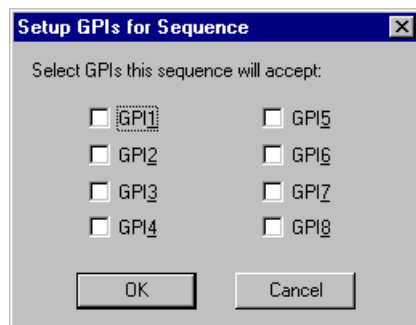 Setup GPIs for Sequence
Select GPIs this sequence will accept:
GPI1 GPI5
GPI2 GPI6
GPI3 GPI7
GPI4 GPI8
OK Cancel